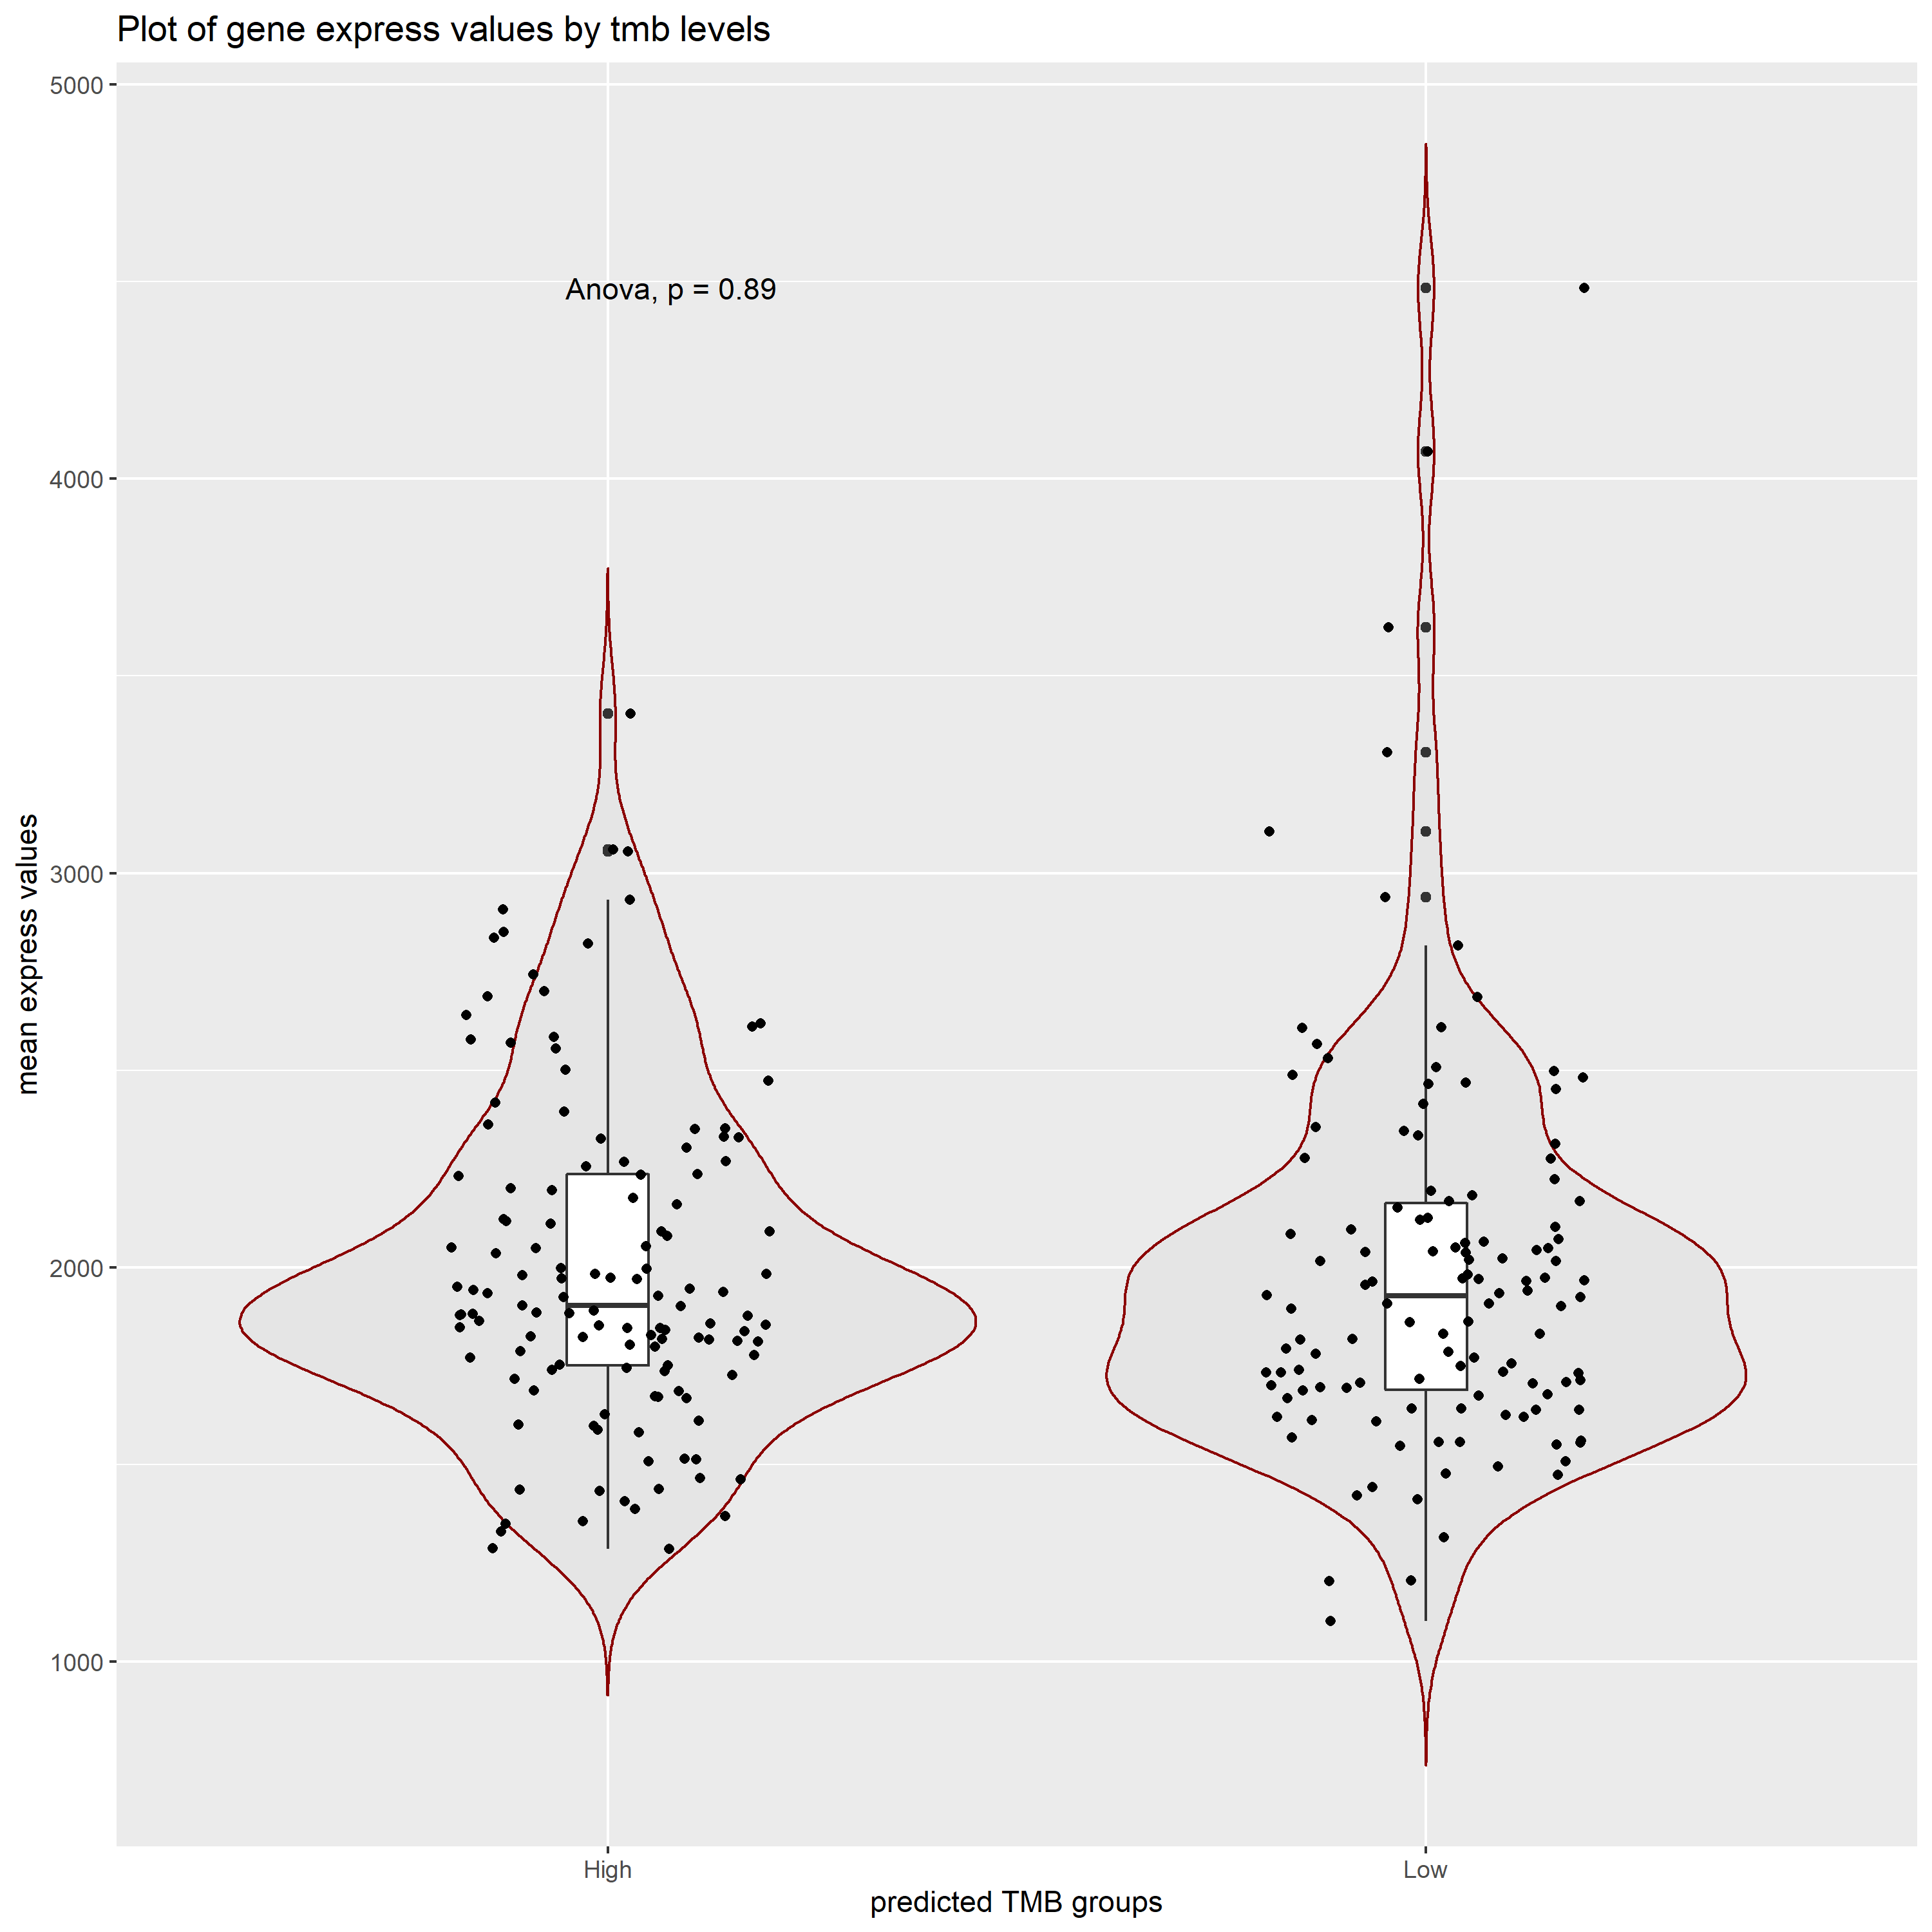 Plot of gene express values by tmb levels
5000
Anova, p = 0.89
4000
3000
2000
1000
mean express values
High
Low
predicted TMB groups